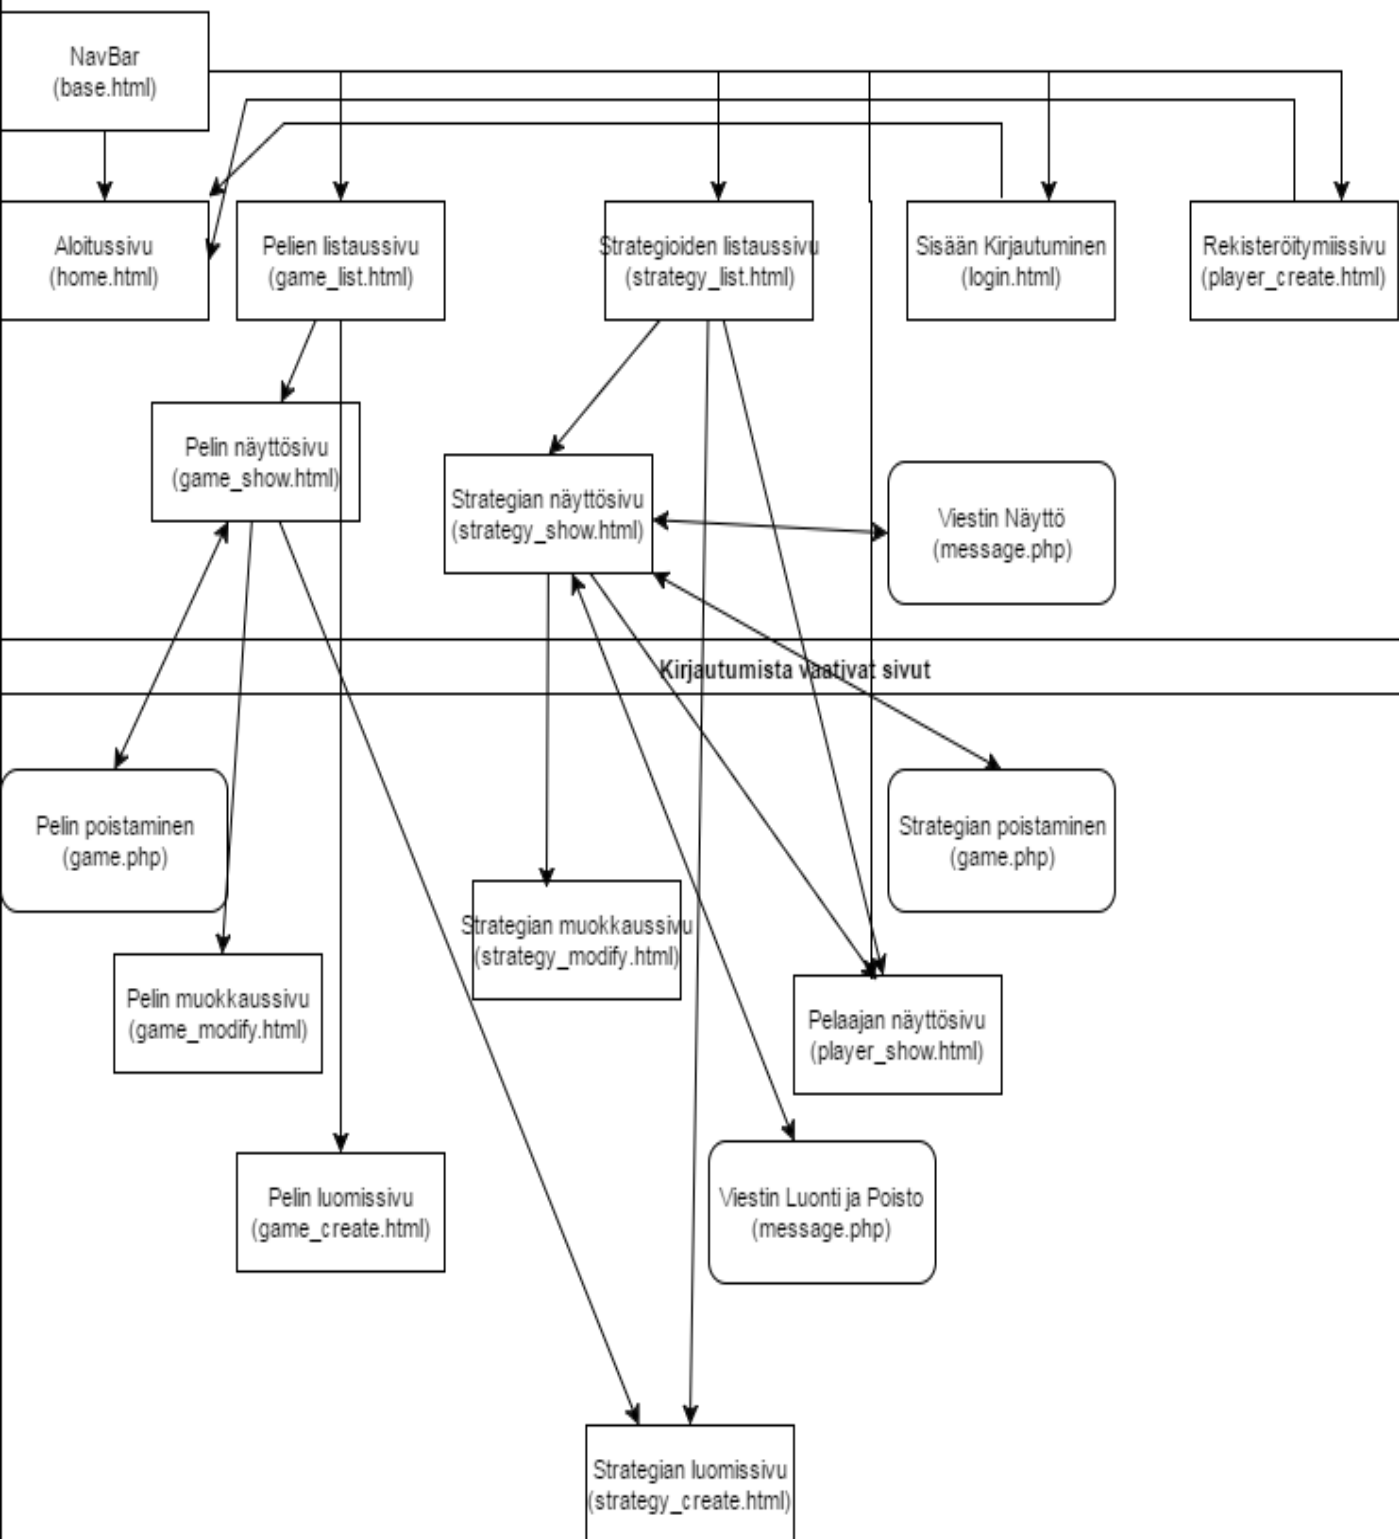 NavBar
(base.html)
Aloitussivu
(home.html)
Pelien listaussivu
(game_list.html)
Strategioiden listaussivu
(strategy_list.html)
Sisään Kirjautuminen
(login.html)
Rekisteröitymiissivu
(player_create.html)
Pelin näyttösivu
(game_show.html)
Strategian näyttösivu
(strategy_show.html)
Viestin Näyttö
(message.php)
Kirjautumista vaativat sivut
Pelin poistaminen
(game.php)
Strategian poistaminen
(game.php)
Strategian muokkaussivu
(strategy_modify.html)
Pelin muokkaussivu
(game_modify.html)
Pelaajan näyttösivu
(player_show.html)
Pelin luomissivu
(game_create.html)
Viestin Luonti ja Poisto
(message.php)
Strategian luomissivu
(strategy_create.html)